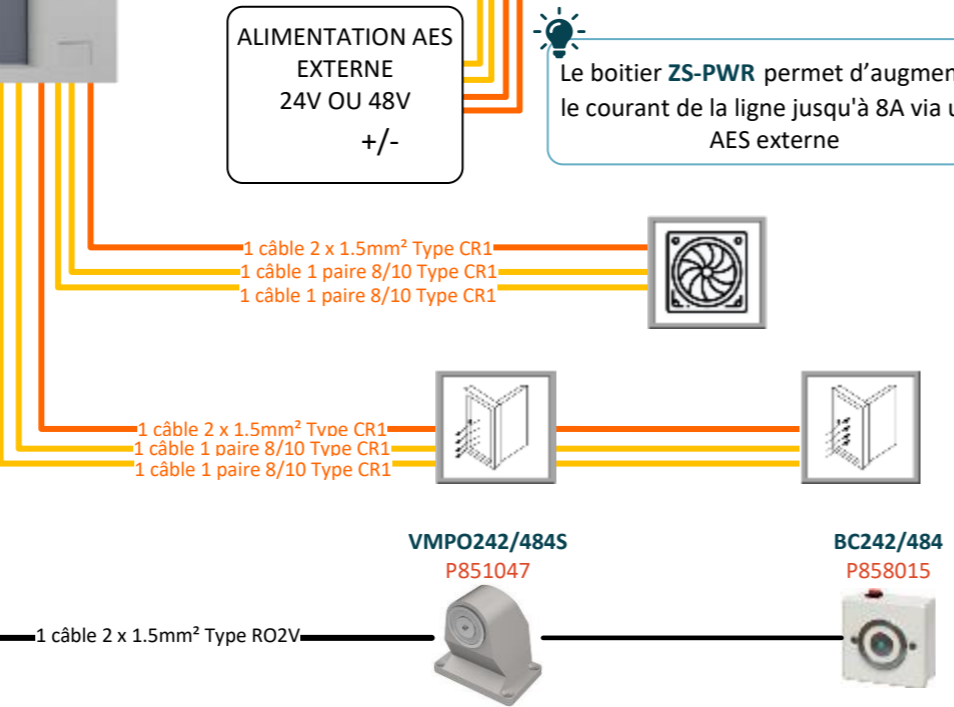 ALIMENTATION AES
EXTERNE
24V OU 48V
+/-
Le boitier ZS-PWR permet d'augmen
le courant de la ligne jusqu'à 8A via u
AES externe
1 câble 2 x 1.5mm² Type CR1
1 câble 1 paire 8/10 Type CR1
1 câble 1 paire 8/10 Type CR1
1 câble 2 x 1.5mm² Type CR1
1 câble 1 paire 8/10 Type CR1
1 câble 1 paire 8/10 Type CR1
VMPO242/484S
P851047
BC242/484
P858015
1 câble 2 x 1.5mm² Type RO2V